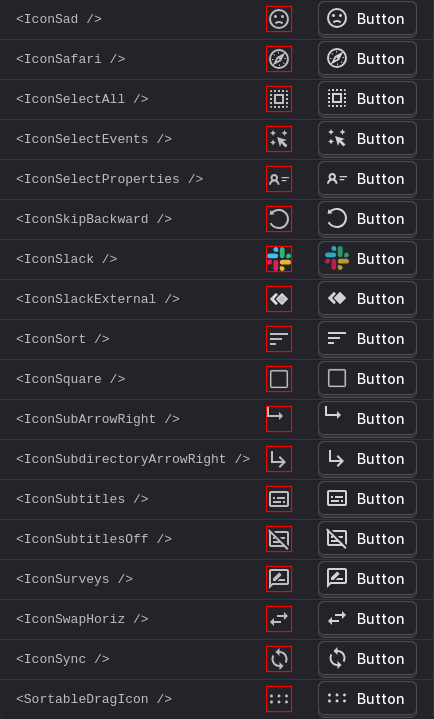 <IconSad /> Button
<IconSafari /> Button
<IconSelectAll /> Button
<IconSelectEvents /> Button
<IconSelectProperties /> Button
<IconSkipBackward /> Button
<IconSlack /> Button
<IconSlackExternal /> Button
<IconSort /> Button
<IconSquare /> Button
<IconSubArrowRight /> Button
<IconSubdirectoryArrowRight /> Button
<IconSubtitles /> Button
<IconSubtitlesOff /> Button
<IconSurveys /> Button
<IconSwapHoriz /> Button
<IconSync /> Button
<SortableDragIcon /> Button